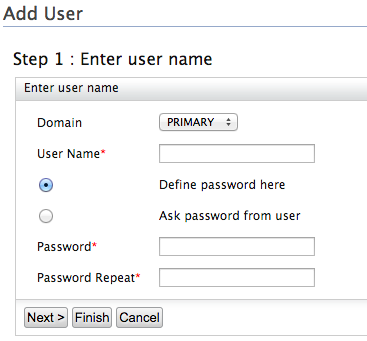 Add User
Step 1 : Enter user name
Enter user name
Domain PRIMARY
User Name*
Define password here
Ask password from user
Password*
Password Repeat*
Next > Finish Cancel